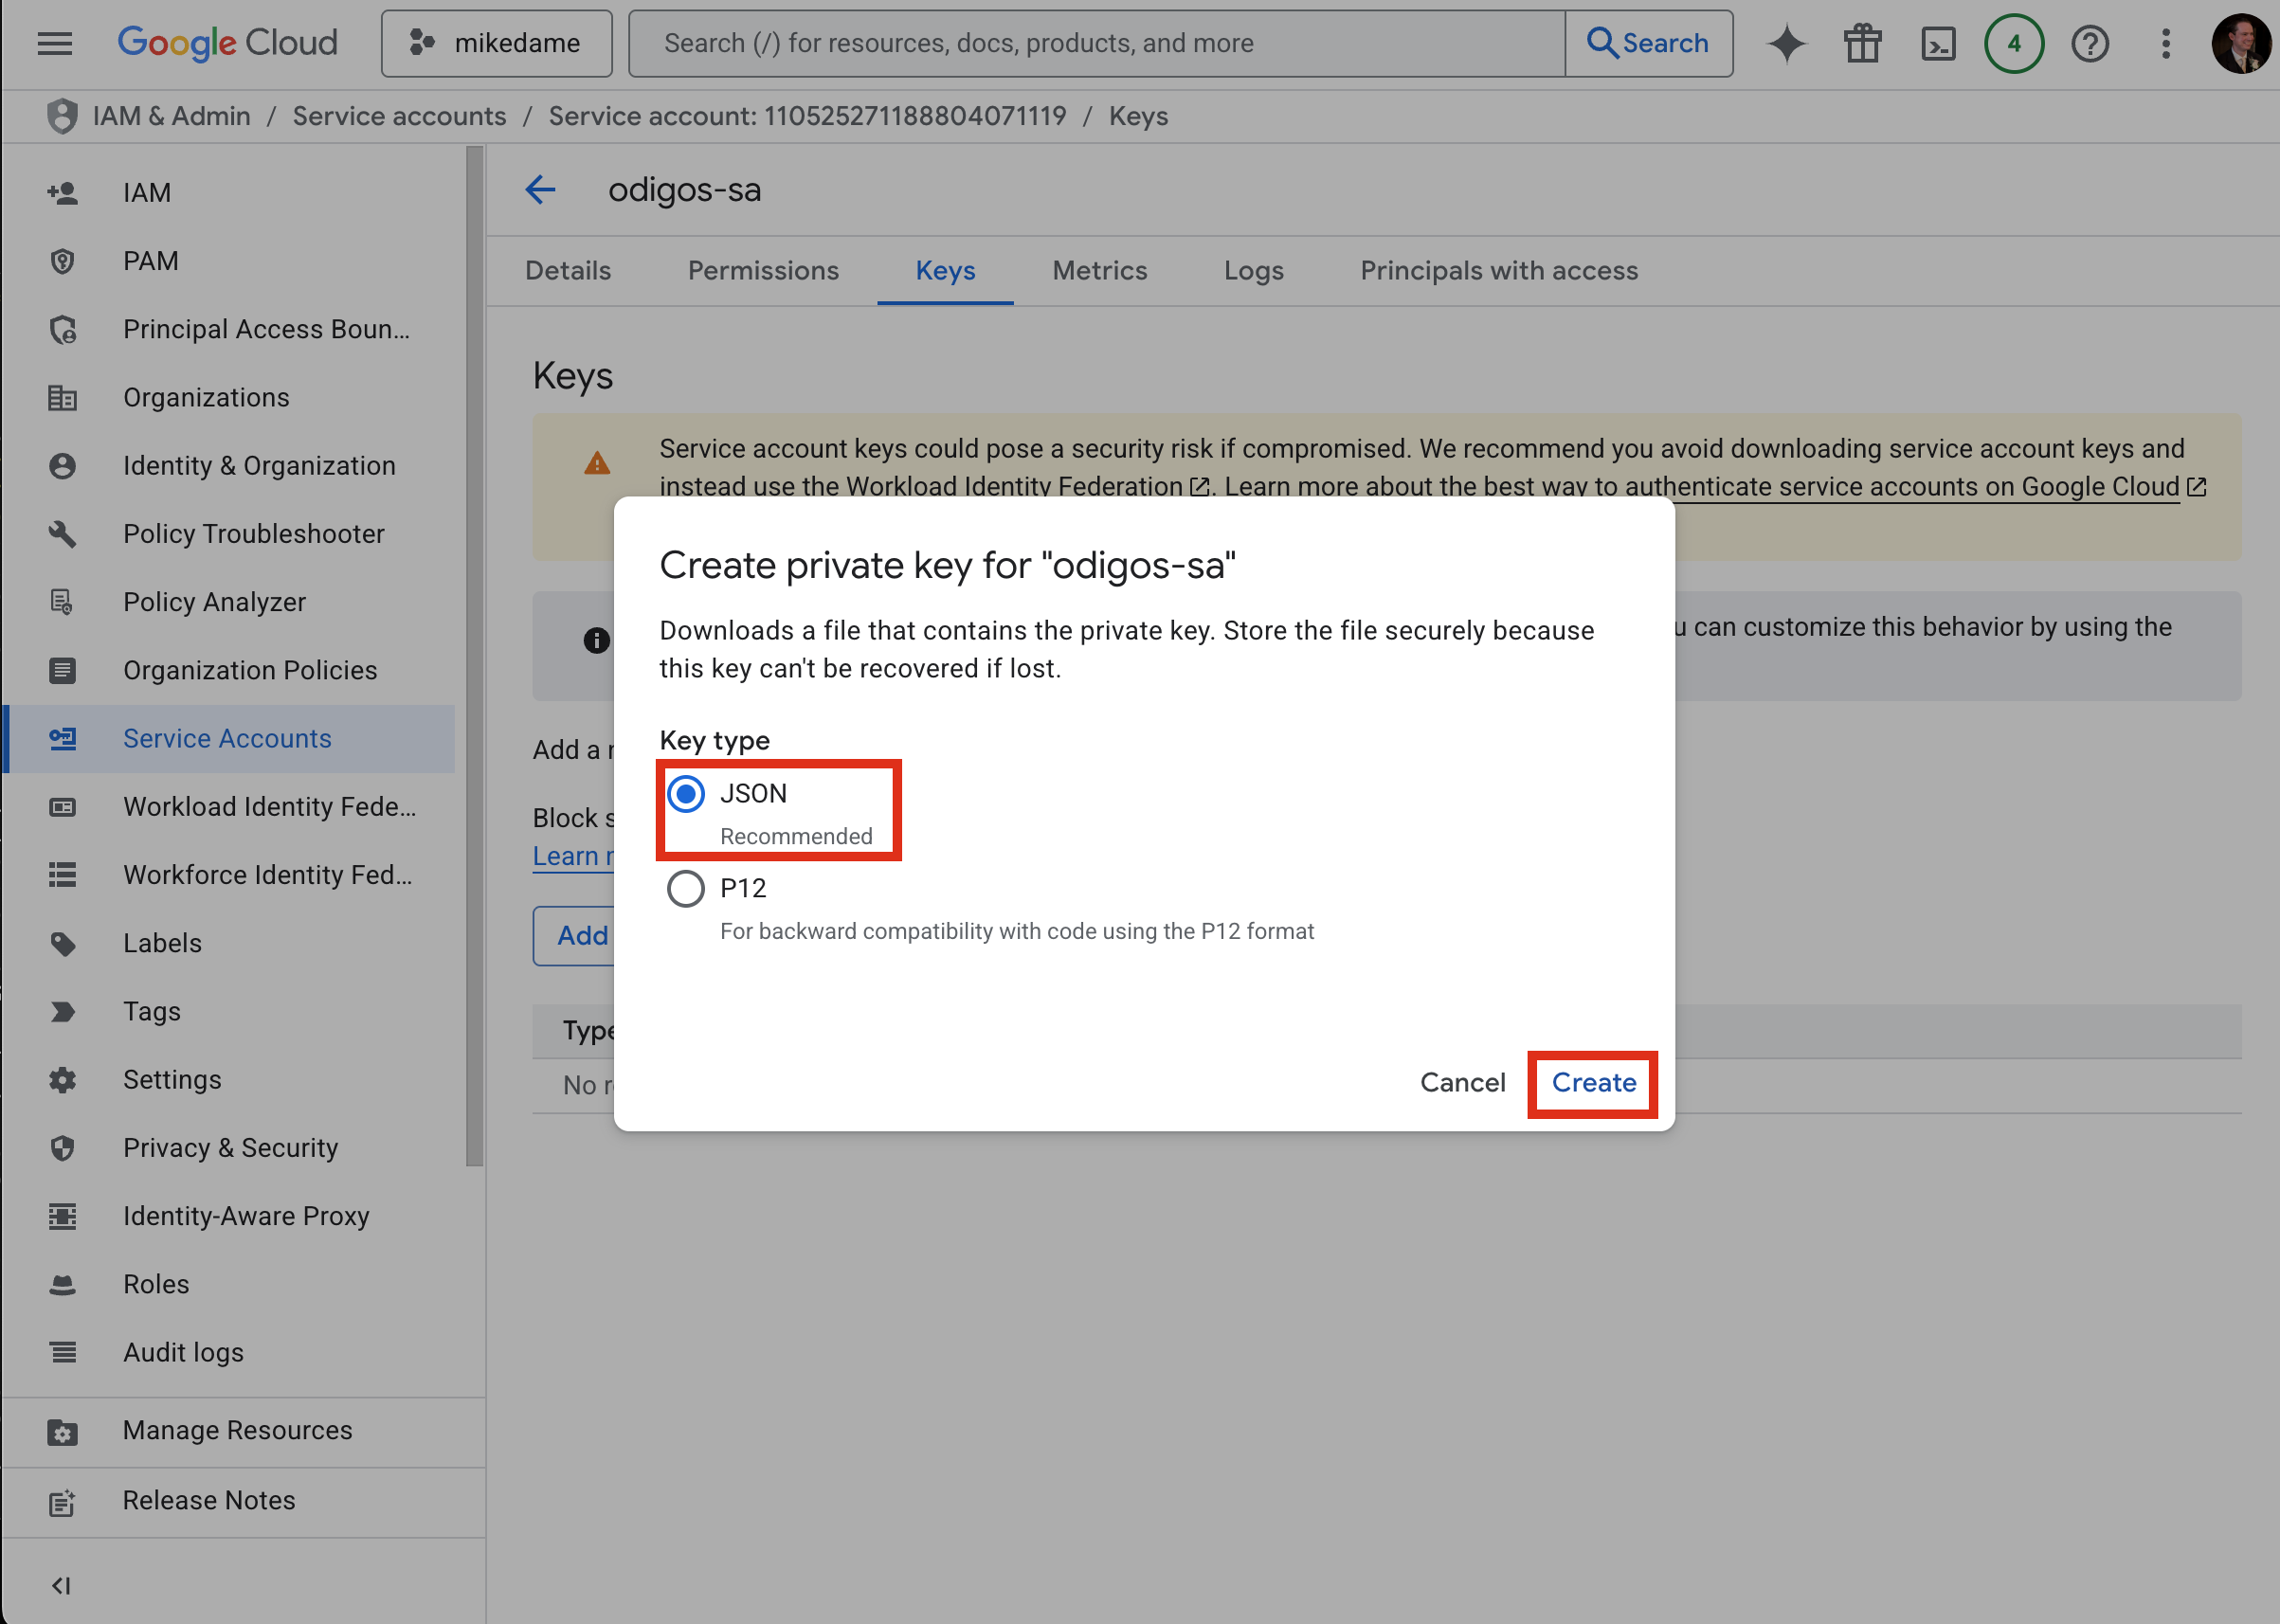 Google Cloud
mikedame
Search (/) for resources, docs, products, and more
Search
4
IAM & Admin / Service accounts / Service account: 110525271188804071119 / Keys
IAM
PAM
Principal Access Boun...
Organizations
Identity & Organization
Policy Troubleshooter
Policy Analyzer
Organization Policies
Service Accounts
Workload Identity Fede...
Workforce Identity Fed...
Labels
Tags
Settings
Privacy & Security
Identity-Aware Proxy
Roles
Audit logs
Manage Resources
Release Notes
odigos-sa
Details Permissions Keys Metrics Logs Principals with access
Keys
Service account keys could pose a security risk if compromised. We recommend you avoid downloading service account keys and
instead use the Workload Identity Federation . Learn more about the best way to authenticate service accounts on Google Cloud
can customize this behavior by using the
Add a
Block
Learn
Add
Type
No
Create private key for "odigos-sa"
Downloads a file that contains the private key. Store the file securely because
this key can't be recovered if lost.
Key type
JSON
Recommended
P12
For backward compatibility with code using the P12 format
Cancel Create